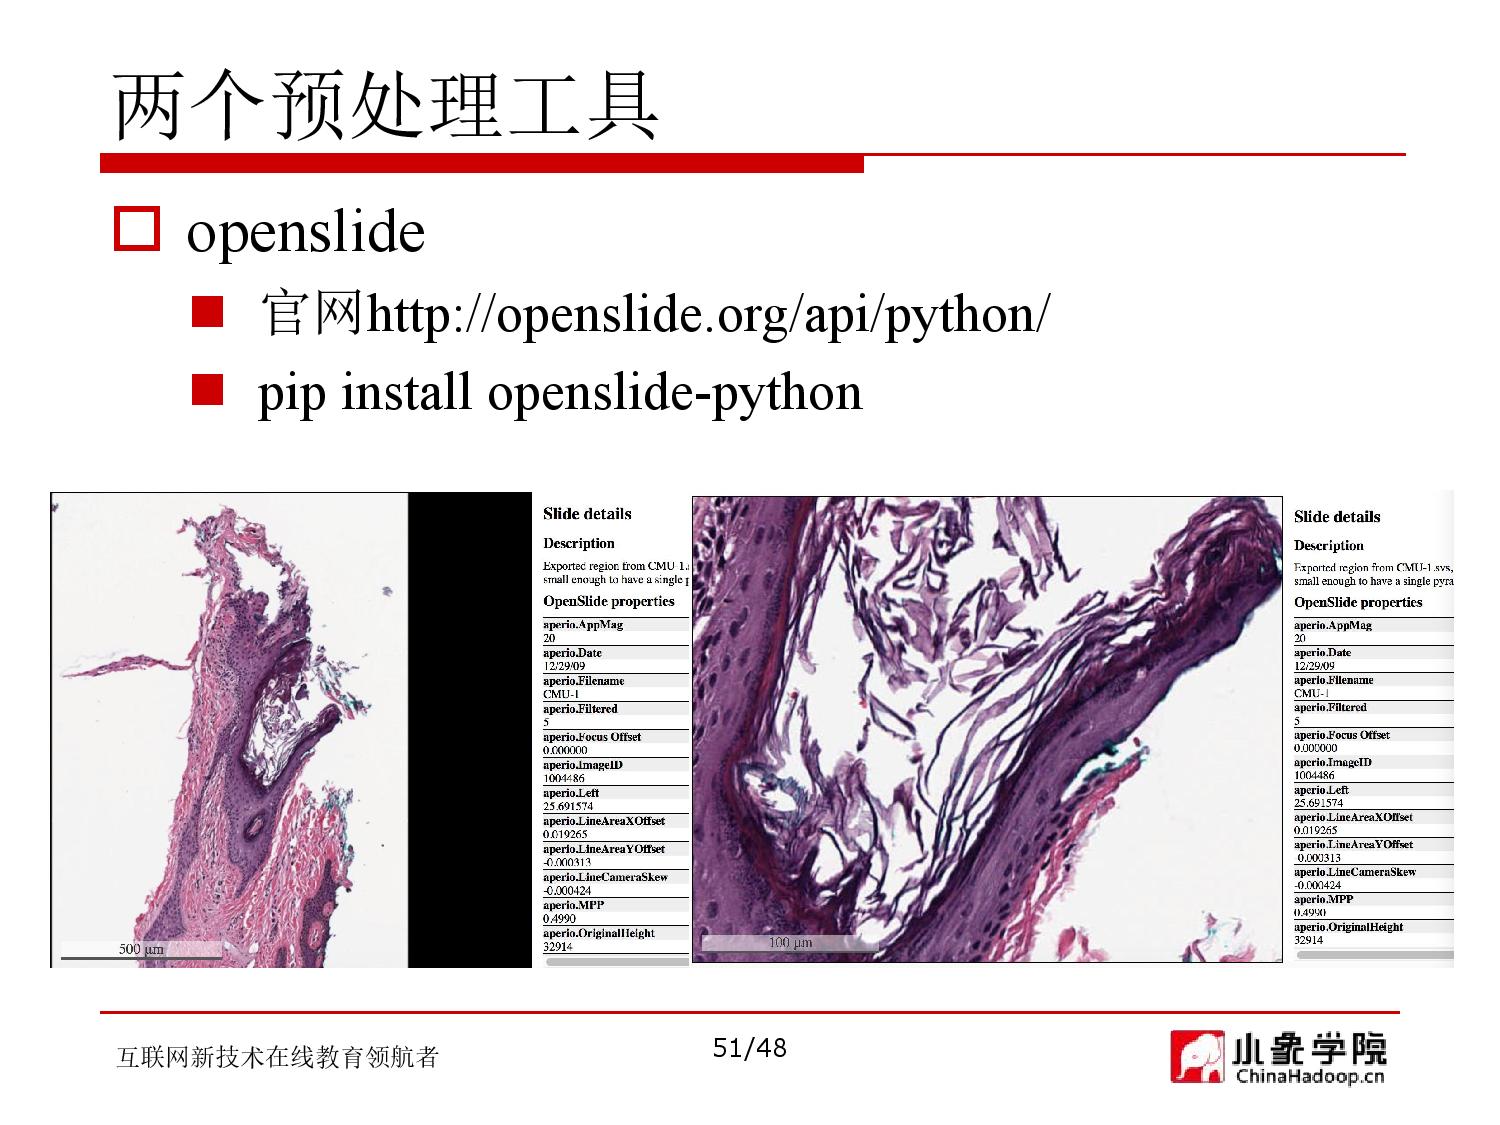 两个预处理工具
openslide
官网http://openslide.org/api/python/
pip install openslide-python
Slide details
Description
Exported region from CMU-1.
small enough to have a single
OpenSlide properties
aperio.AppMag
20
aperio.Date
12/29/09
aperio.Filename
CMU-1
aperio.Filtered
5
aperio.Focus Offset
0.000000
aperio.ImageID
1004486
aperio.Left
25.691574
aperio.LineAreaXOffset
0.019265
aperio.LineAreaYOffset
-0.000313
aperio.LineCameraSkew
-0.000424
aperio.MPP
0.4990
aperio.OriginalHeight
32914
500 μm
100 μm
Slide details
Description
Exported region from CMU-1.svs,
small enough to have a single pyra
OpenSlide properties
aperio.AppMag
20
aperio.Date
12/29/09
aperio.Filename
CMU-1
aperio.Filtered
5
aperio.Focus Offset
0.000000
aperio.ImageID
1004486
aperio.Left
25.691574
aperio.LineAreaXOffset
0.019265
aperio.LineAreaYOffset
-0.000313
aperio.LineCameraSkew
-0.000424
aperio.MPP
0.4990
aperio.OriginalHeight
32914
互联网新技术在线教育领航者
51/48
小象学院
ChinaHadoop.cn